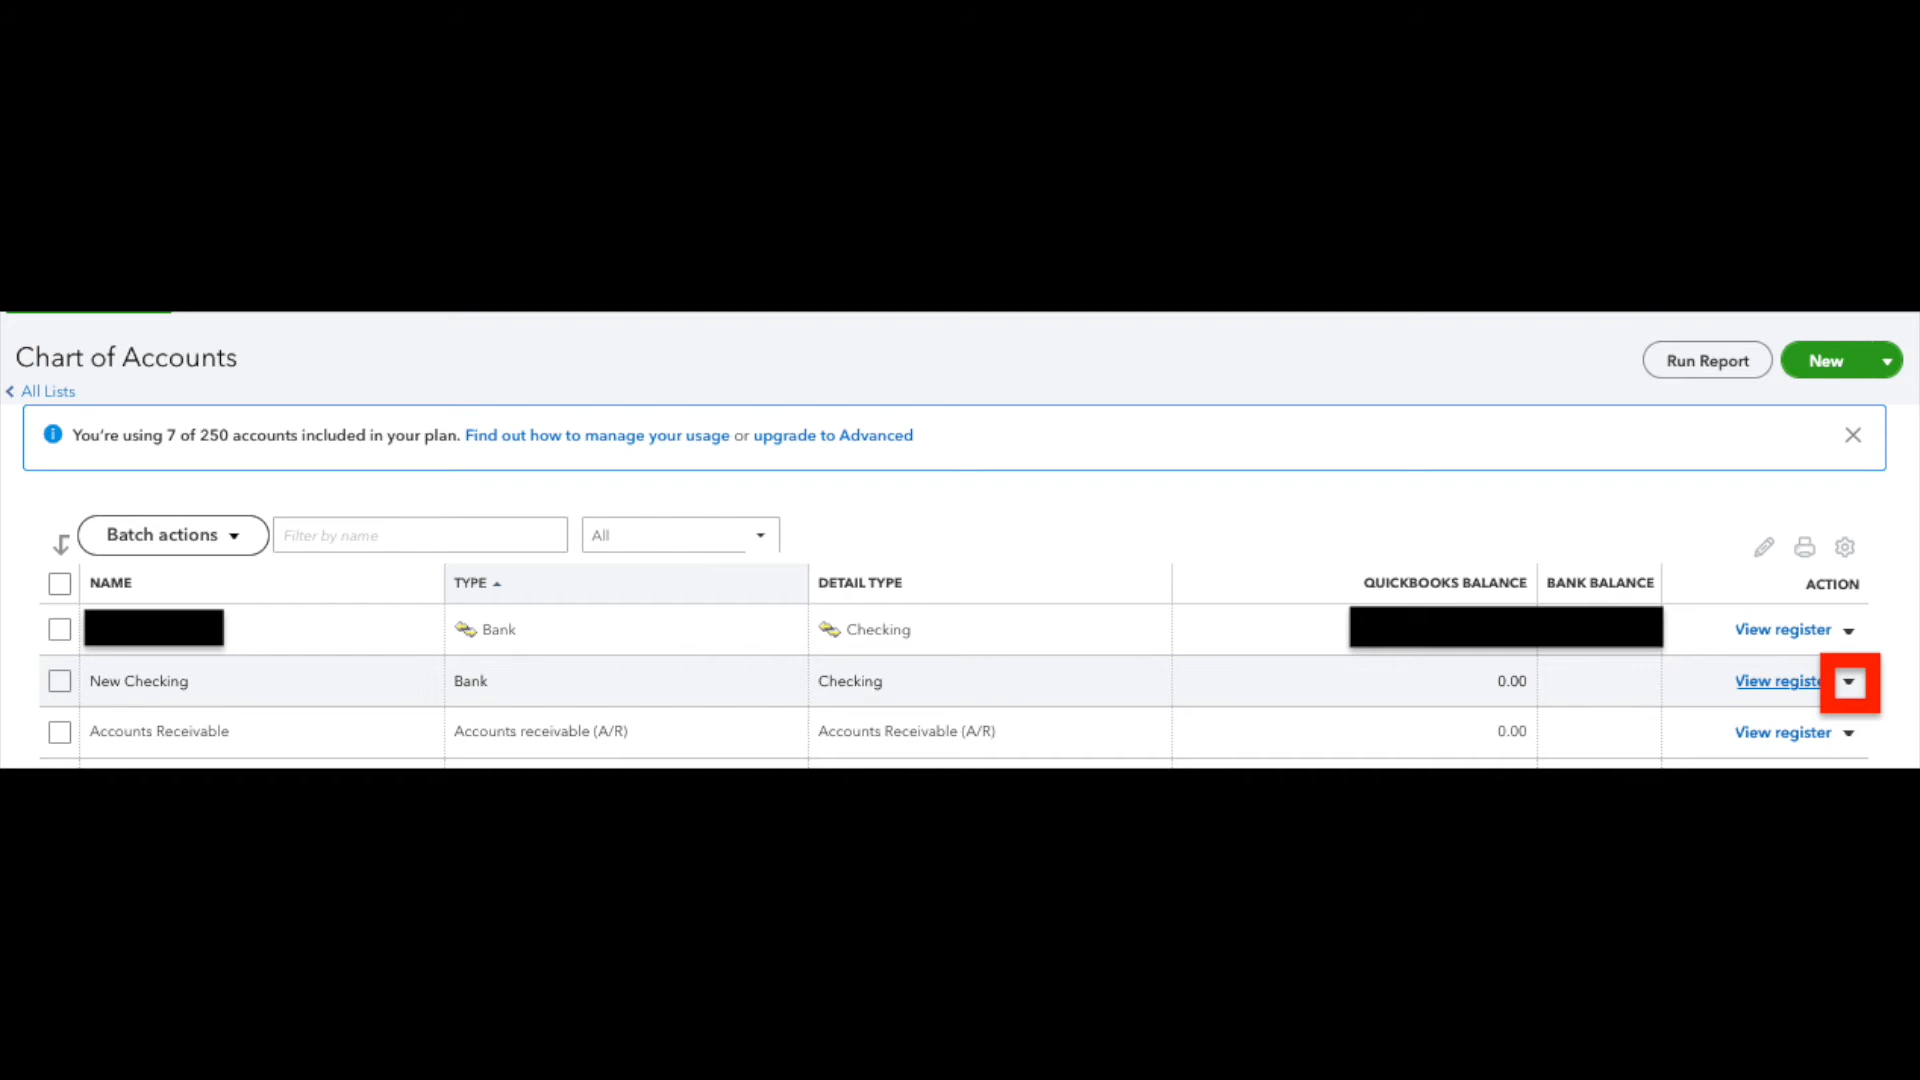 Chart of Accounts
Run Report
New
All Lists
You're using 7 of 250 accounts included in your plan. Find out how to manage your usage or upgrade to Advanced
Batch actions
Filter by name
All
NAME TYPE DETAIL TYPE QUICKBOOKS BALANCE BANK BALANCE ACTION
Bank Checking View register
New Checking Bank Checking 0.00 View registe
Accounts Receivable Accounts receivable (A/R) Accounts Receivable (A/R) 0.00 View register